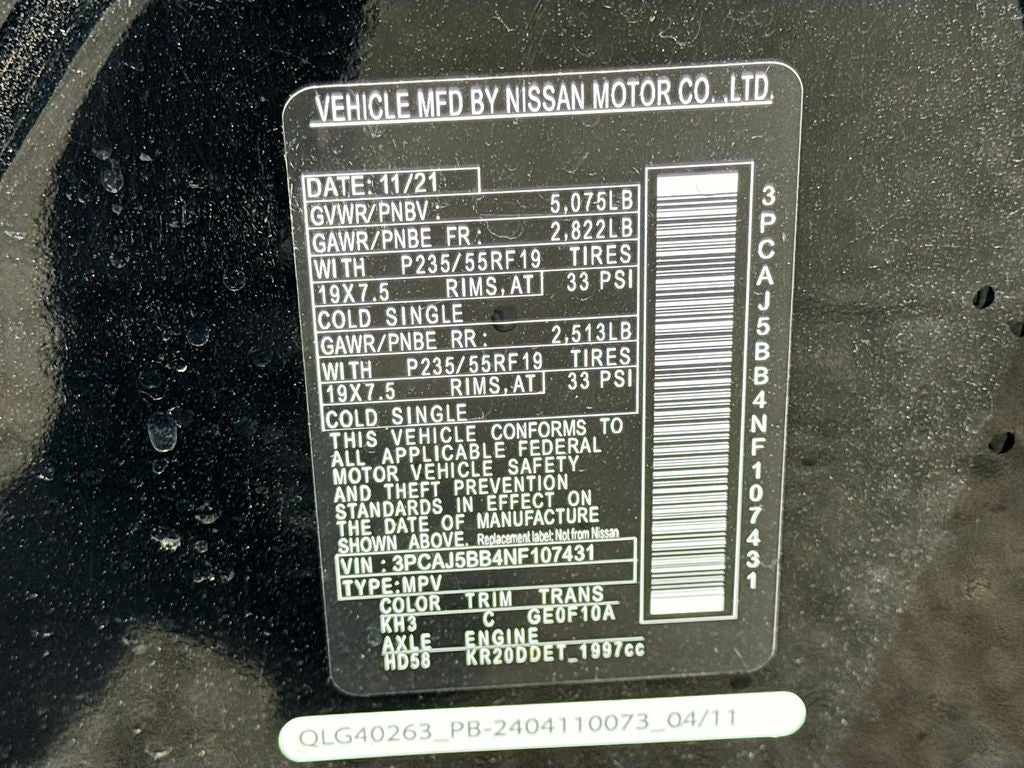 VEHICLE MFD BY NISSAN MOTOR CO. ,LTD.
DATE: 11/21
GVWR/PNBV : 5,075LB
GAWR/PNBE FR : 2,822LB
WITH P235/55RF19 TIRES
19X7.5 RIMS, AT 33 PSI
COLD SINGLE
GAWR/PNBE RR : 2,513LB
WITH P235/55RF19 TIRES
19X7.5 RIMS, AT 33 PSI
COLD SINGLE
THIS VEHICLE CONFORMS TO
ALL APPLICABLE FEDERAL
MOTOR VEHICLE SAFETY
AND THEFT PREVENTION
STANDARDS IN EFFECT ON
THE DATE OF MANUFACTURE
SHOWN ABOVE. Replacement label: Not from Nissan
VIN : 3PCAJ5BB4NF107431
TYPE:MPV
COLOR TRIM TRANS
KH3 C GE0F10A
AXLE ENGINE
HD58 KR20DDET_1997cc
3PCAJ5BB4NF107431
QLG40263_PB-2404110073_04/11